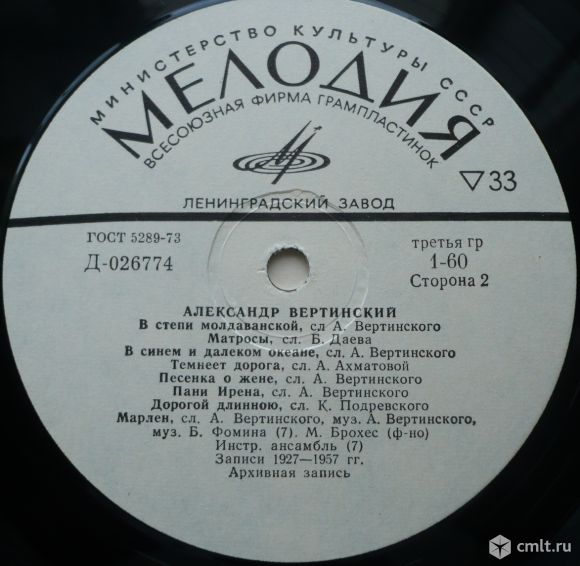 МИНИСТЕРСТВО КУЛЬТУРЫ СССР
МЕЛОДИЯ
ВСЕСОЮЗНАЯ ФИРМА ГРАМПЛАСТИНОК
▽33
ЛЕНИНГРАДСКИЙ ЗАВОД
ГОСТ 5289-73
третья гр
Д-026774
1-60
Сторона 2
АЛЕКСАНДР ВЕРТИНСКИЙ
В степи молдаванской, сл А. Вертинского
Матросы, сл. Б. Даева
В синем и далеком океане, сл. А. Вертинского
Темнеет дорога, сл. А. Ахматовой
Песенка о жене, сл. А. Вертинского
Пани Ирена, сл. А. Вертинского
Дорогой длинною, сл. К. Подревского
Марлен, сл. А. Вертинского, муз. А. Вертинского,
муз. Б. Фомина (7). М. Брохес (ф-но)
Инстр. ансамбль (7)
Записи 1927—1957 гг.
Архивная запись
cmlt.ru